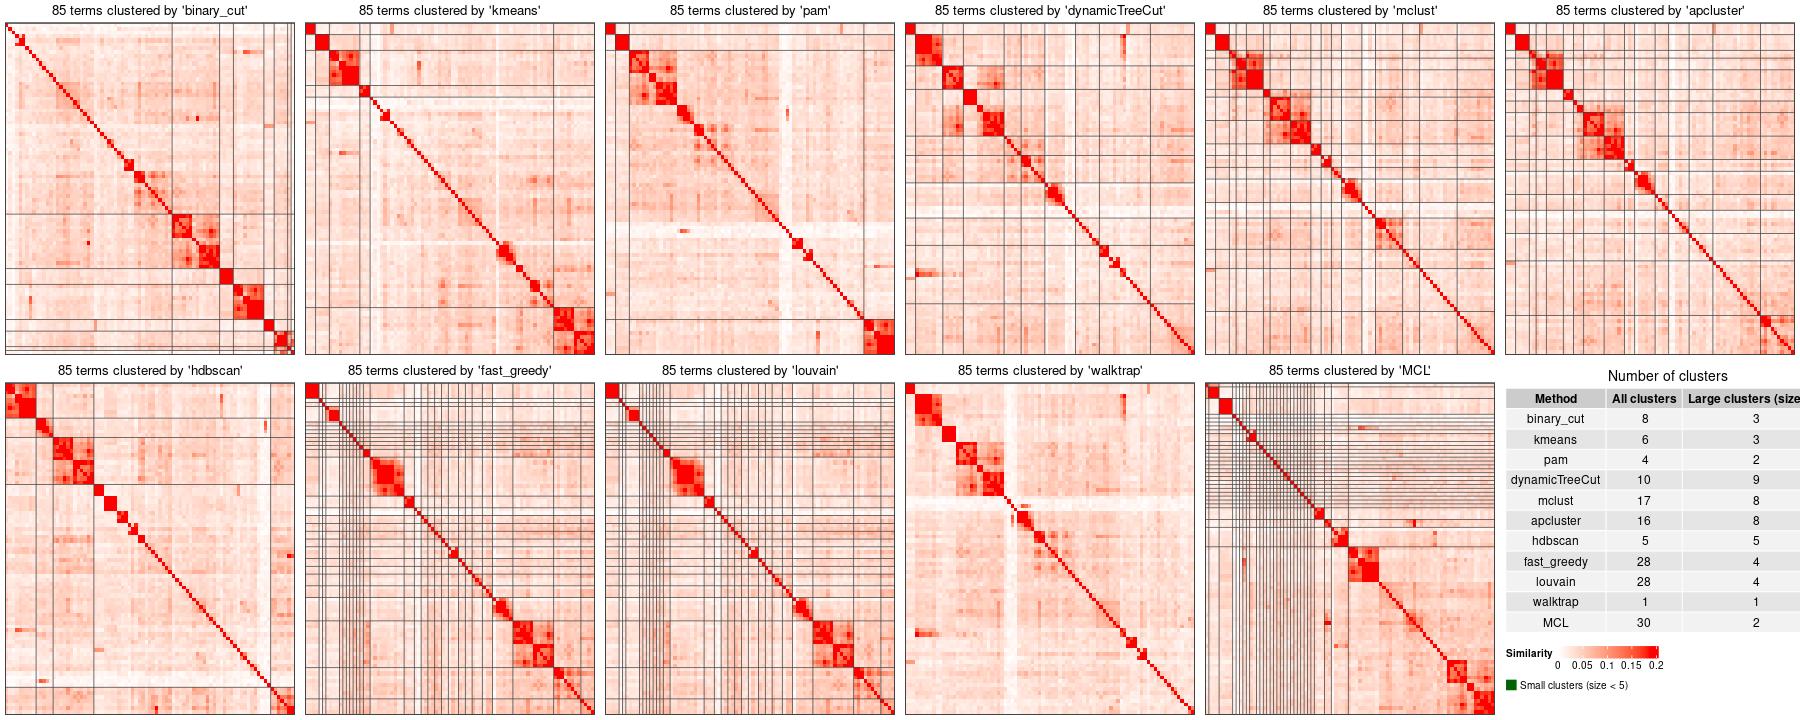 85 terms clustered by 'binary_cut'
85 terms clustered by 'kmeans'
85 terms clustered by 'pam'
85 terms clustered by 'dynamicTreeCut'
85 terms clustered by 'mclust'
85 terms clustered by 'apcluster'
85 terms clustered by 'hdbscan'
85 terms clustered by 'fast_greedy'
85 terms clustered by 'louvain'
85 terms clustered by 'walktrap'
85 terms clustered by 'MCL'
Number of clusters
Method All clusters Large clusters (size
binary_cut 8 3
kmeans 6 3
pam 4 2
dynamicTreeCut 10 9
mclust 17 8
apcluster 16 8
hdbscan 5 5
fast_greedy 28 4
louvain 28 4
walktrap 1 1
MCL 30 2
Similarity
0 0.05 0.1 0.15 0.2
Small clusters (size < 5)